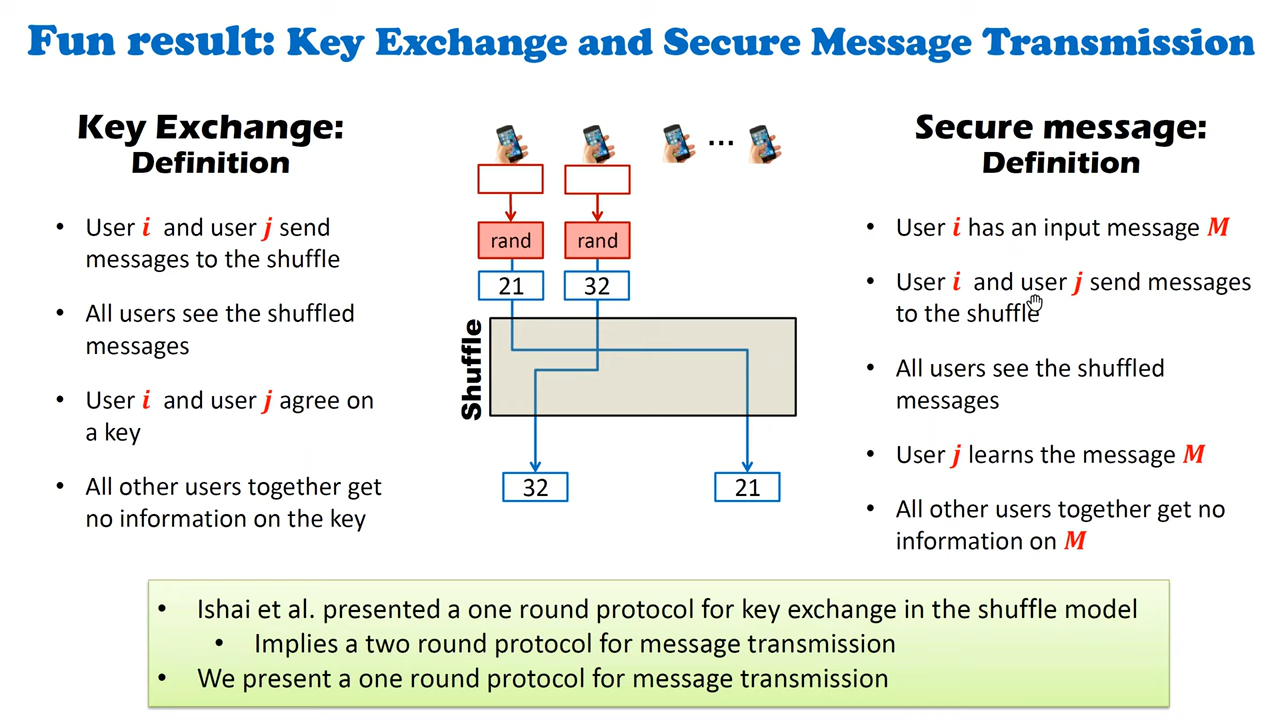 Fun result: Key Exchange and Secure Message Transmission
Key Exchange:
Definition
• User i and user j send
messages to the shuffle
• All users see the shuffled
messages
• User i and user j agree on
a key
• All other users together get
no information on the key
...
rand
rand
21
32
Shuffle
32
21
Secure message:
Definition
• User i has an input message M
• User i and user j send messages
to the shuffle
• All users see the shuffled
messages
• User j learns the message M
• All other users together get no
information on M
• Ishai et al. presented a one round protocol for key exchange in the shuffle model
• Implies a two round protocol for message transmission
• We present a one round protocol for message transmission